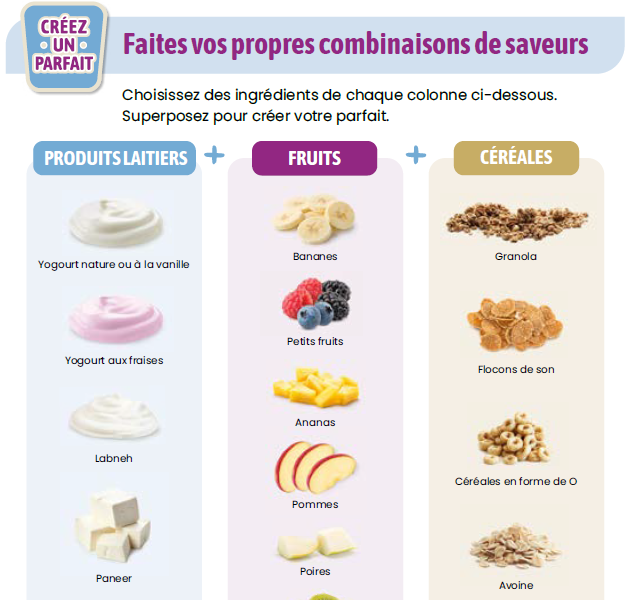 CRÉEZ
UN
PARFAIT
Faites vos propres combinaisons de saveurs
Choisissez des ingrédients de chaque colonne ci-dessous.
Superposez pour créer votre parfait.
PRODUITS LAITIERS + FRUITS + CÉRÉALES
Yogourt nature ou à la vanille
Yogourt aux fraises
Labneh
Paneer
Bananes
Petits fruits
Ananas
Pommes
Poires
Granola
Flocons de son
Céréales en forme de O
Avoine